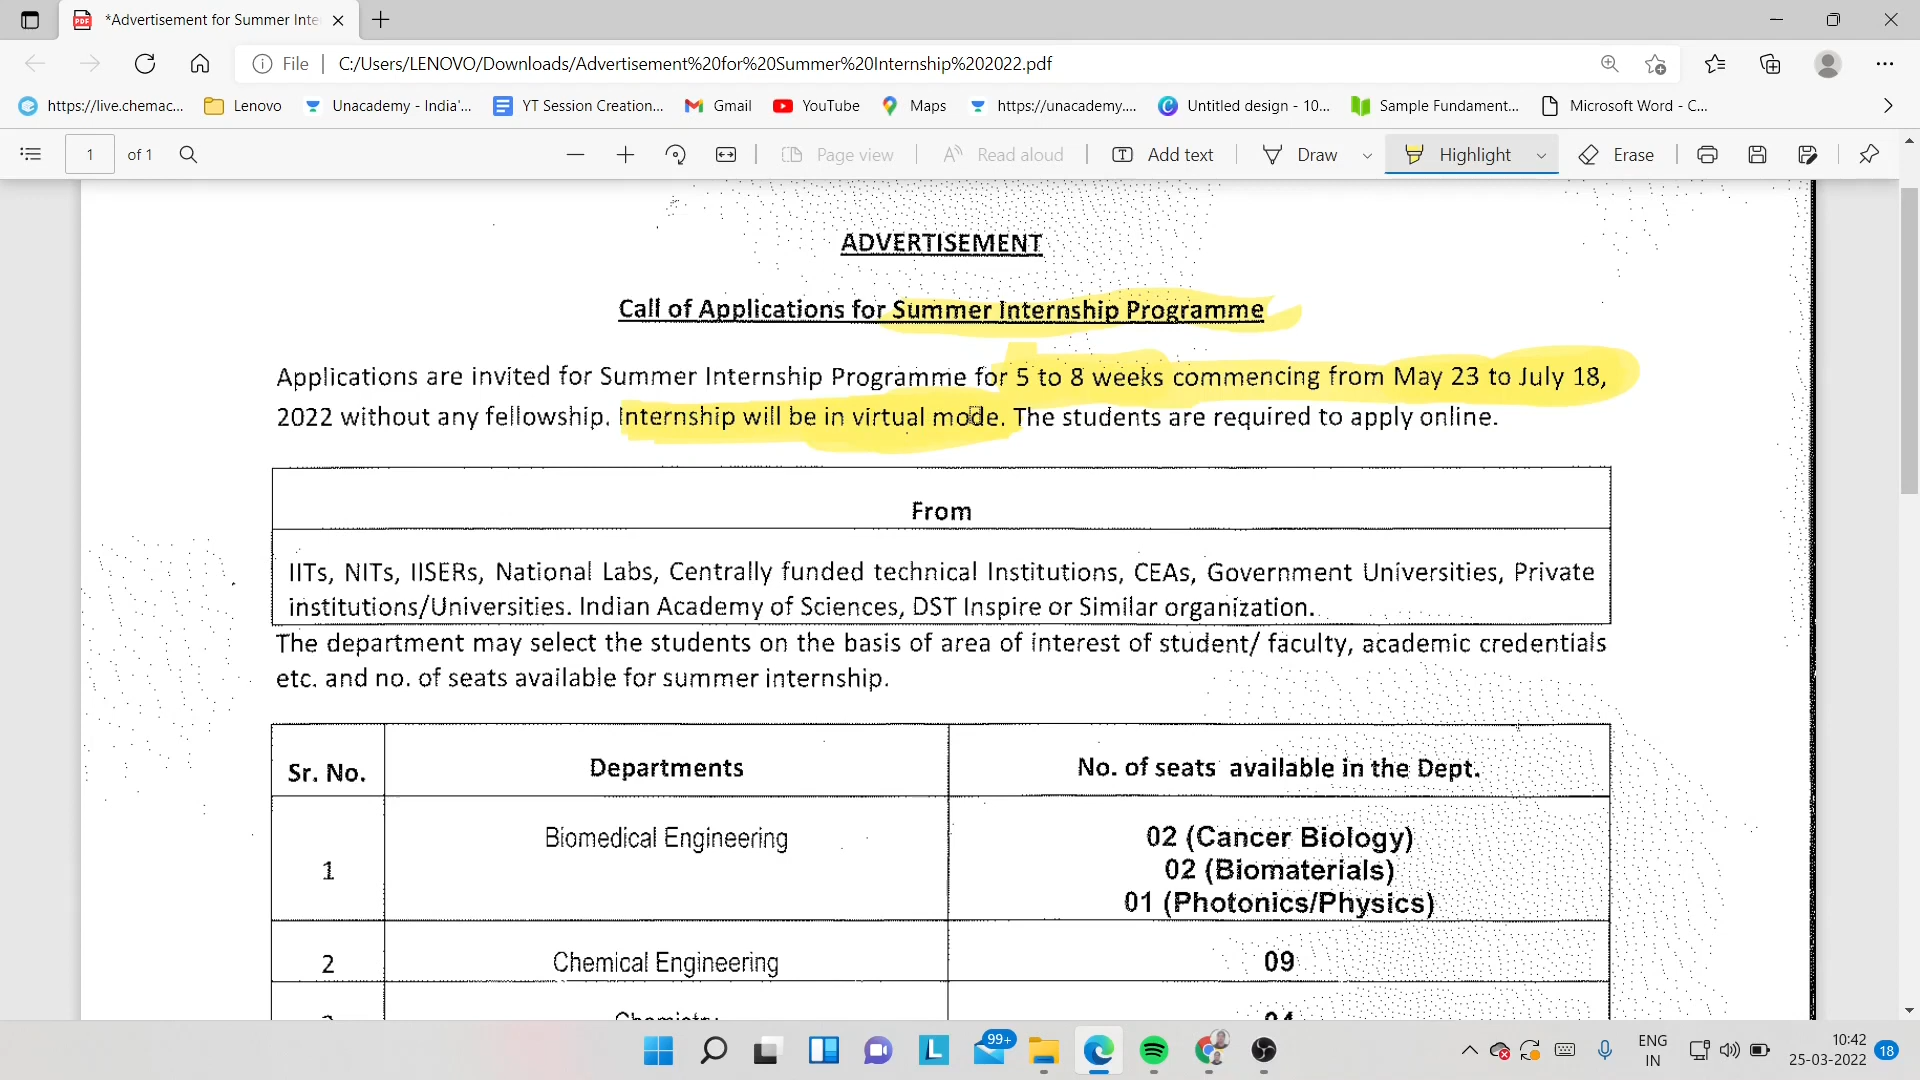 *Advertisement for Summer Inte
File
C:/Users/LENOVO/Downloads/Advertisement%20for%20Summer%20Internship%202022.pdf
https://live.chemac...
Lenovo
Unacademy - India'...
YT Session Creation...
Gmail
YouTube
Maps
https://unacademy....
Untitled design - 10...
Sample Fundament...
Microsoft Word - C...
1 of 1
Page view
Read aloud
Add text
Draw
Highlight
Erase
ADVERTISEMENT
Call of Applications for Summer Internship Programme
Applications are invited for Summer Internship Programme for 5 to 8 weeks commencing from May 23 to July 18,
2022 without any fellowship. Internship will be in virtual mode. The students are required to apply online.
From
IITs, NITs, IISERs, National Labs, Centrally funded technical Institutions, CEAs, Government Universities, Private
institutions/Universities. Indian Academy of Sciences, DST Inspire or Similar organization.
The department may select the students on the basis of area of interest of student/ faculty, academic credentials
etc. and no. of seats available for summer internship.
Sr. No.
Departments
No. of seats available in the Dept.
1
Biomedical Engineering
02 (Cancer Biology)
02 (Biomaterials)
01 (Photonics/Physics)
2
Chemical Engineering
09
Chemistry
99+
ENG
IN
10:42
25-03-2022
18